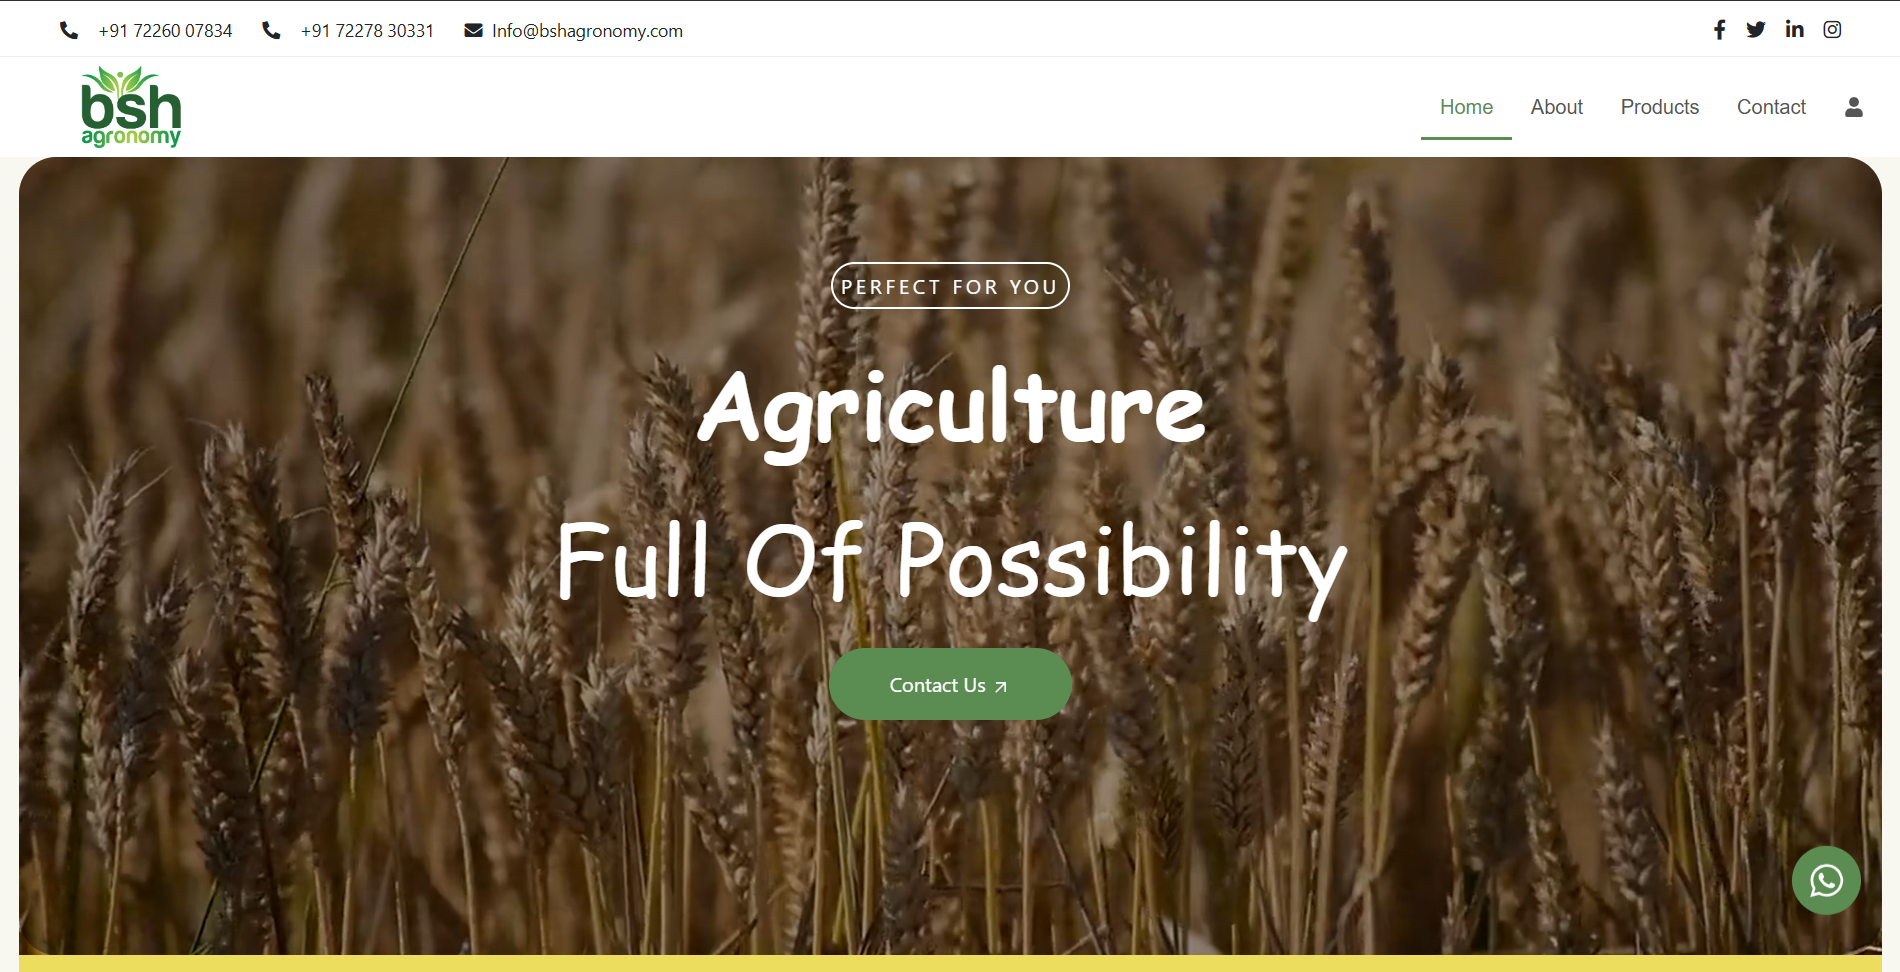 +91 72260 07834 +91 72278 30331 Info@bshagronomy.com
bsh
agronomy
Home About Products Contact
PERFECT FOR YOU
Agriculture
Full Of Possibility
Contact Us